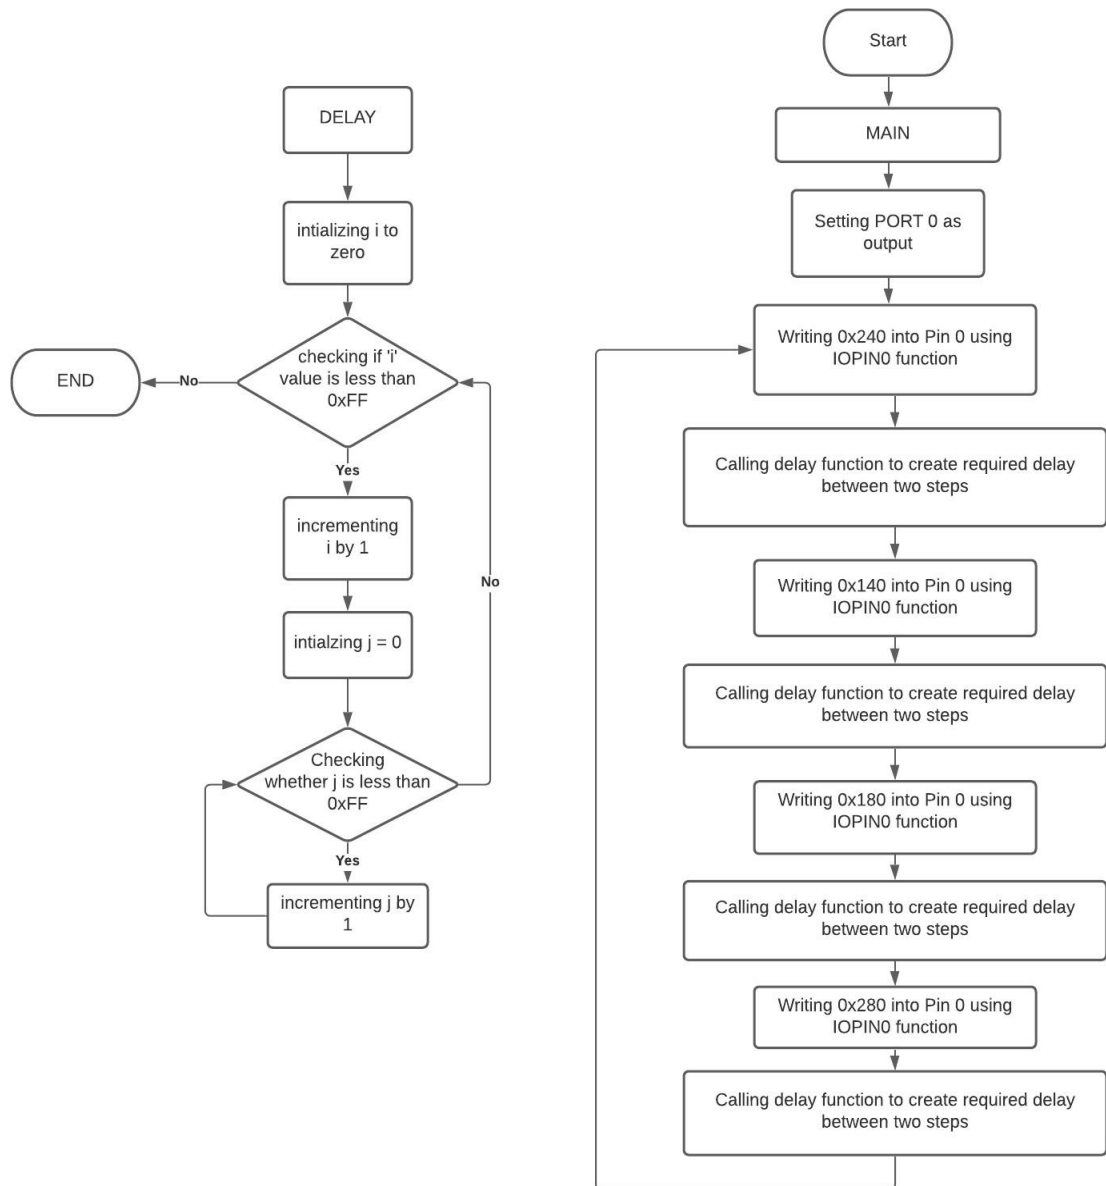 DELAY
intializing i to
zero
checking if 'i'
value is less than
0xFF
No
END
Yes
incrementing
i by 1
No
intialzing j = 0
Checking
whether j is less than
0xFF
Yes
incrementing j by
1
Start
MAIN
Setting PORT 0 as
output
Writing 0x240 into Pin 0 using
IOPIN0 function
Calling delay function to create required delay
between two steps
Writing 0x140 into Pin 0 using
IOPIN0 function
Calling delay function to create required delay
between two steps
Writing 0x180 into Pin 0 using
IOPIN0 function
Calling delay function to create required delay
between two steps
Writing 0x280 into Pin 0 using
IOPIN0 function
Calling delay function to create required delay
between two steps